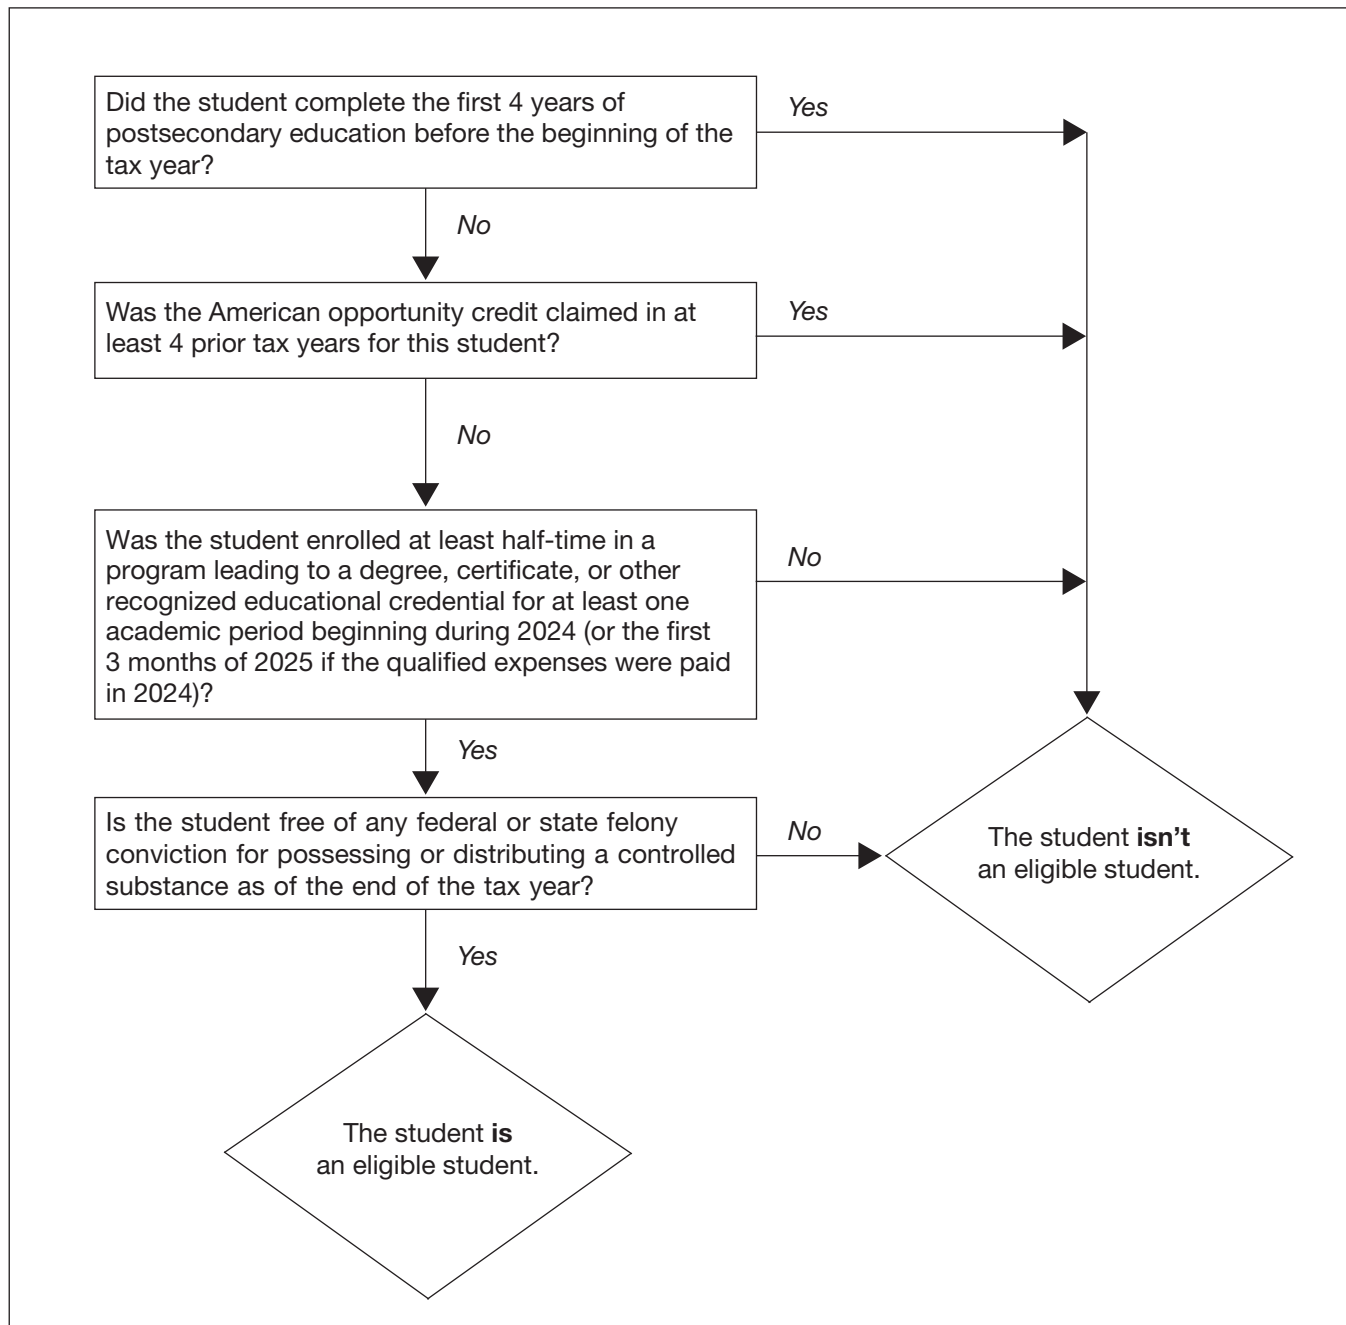 Did the student complete the first 4 years of
postsecondary education before the beginning of the
tax year?
Yes
No
Was the American opportunity credit claimed in at
least 4 prior tax years for this student?
Yes
No
Was the student enrolled at least half-time in a
program leading to a degree, certificate, or other
recognized educational credential for at least one
academic period beginning during 2024 (or the first
3 months of 2025 if the qualified expenses were paid
in 2024)?
No
Yes
Is the student free of any federal or state felony
conviction for possessing or distributing a controlled
substance as of the end of the tax year?
No
The student isn't
an eligible student.
Yes
The student is
an eligible student.